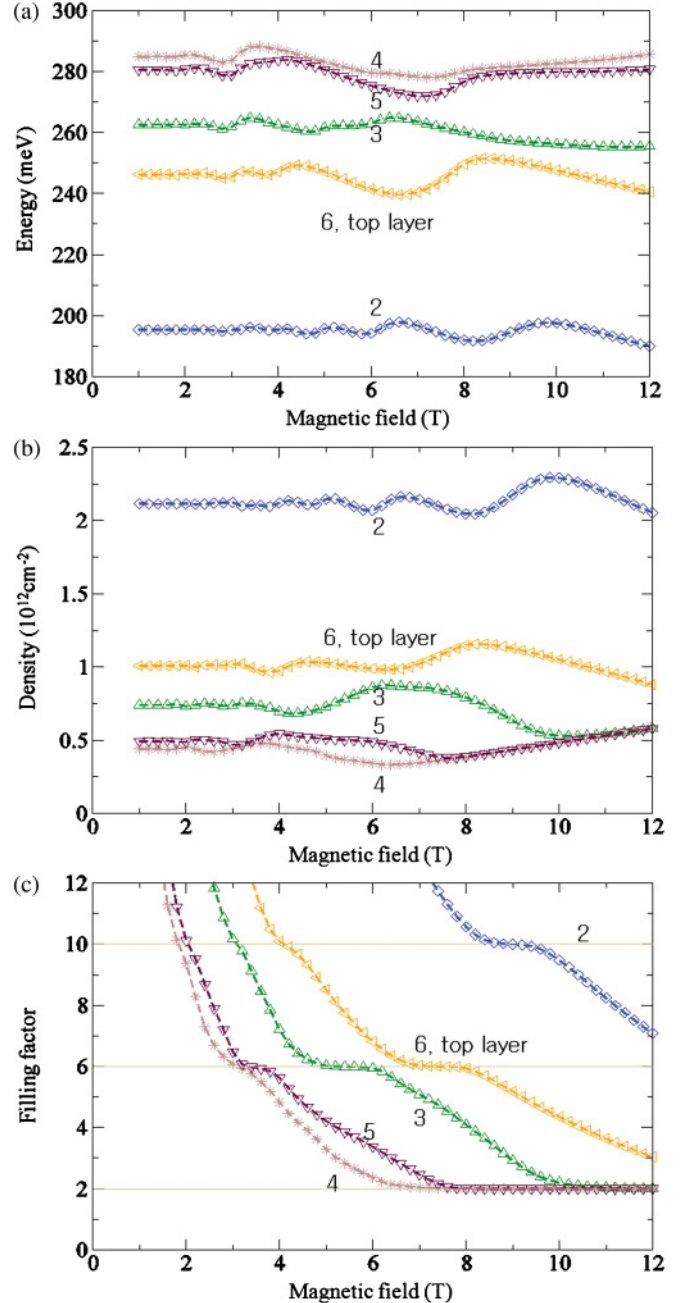 (a)
300
280
260
240
220
200
180
Energy (meV)
4
5
3
6, top layer
2
0 2 4 6 8 10 12
Magnetic field (T)
(b)
2.5
2
1.5
1
0.5
0
Density (10¹²cm⁻²)
2
6, top layer
3
5
4
0 2 4 6 8 10 12
Magnetic field (T)
(c)
12
10
8
6
4
2
0
Filling factor
2
6, top layer
3
5
4
0 2 4 6 8 10 12
Magnetic field (T)